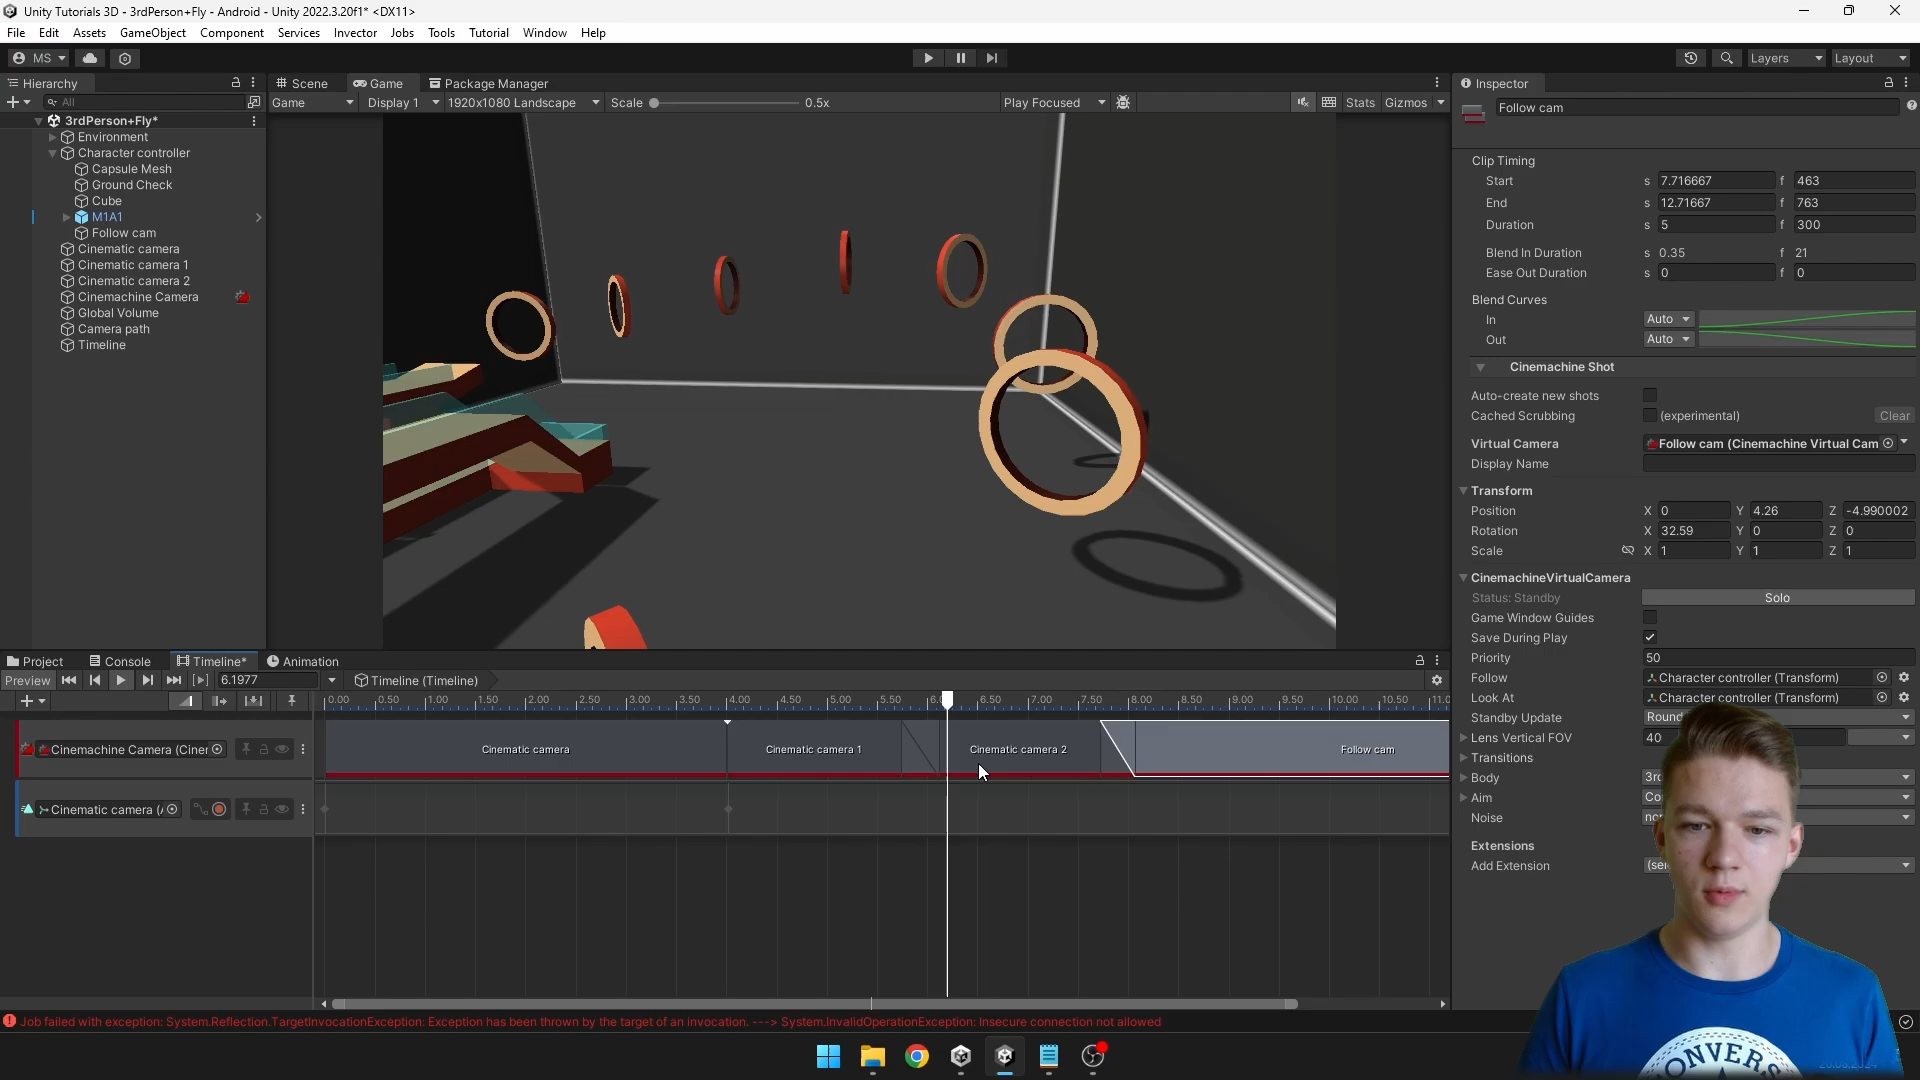 Unity Tutorials 3D - 3rdPerson+Fly - Android - Unity 2022.3.20f1* <DX11>
File Edit Assets GameObject Component Services Invector Jobs Tools Tutorial Window Help
MS Layers Layout
Hierarchy Scene Game Package Manager Inspector
All Game Display 1 1920x1080 Landscape Scale 0.5x Play Focused Stats Gizmos
3rdPerson+Fly*
Environment
Character controller
Capsule Mesh
Ground Check
Cube
M1A1
Follow cam
Cinematic camera
Cinematic camera 1
Cinematic camera 2
Cinemachine Camera
Global Volume
Camera path
Timeline
Follow cam
Clip Timing
Start s 7.716667 f 463
End s 12.71667 f 763
Duration s 5 f 300
Blend In Duration s 0.35 f 21
Ease Out Duration s 0 f 0
Blend Curves
In Auto
Out Auto
Cinemachine Shot
Auto-create new shots
Cached Scrubbing (experimental) Clear
Virtual Camera Follow cam (Cinemachine Virtual Cam
Display Name
Transform
Position X 0 Y 4.26 Z -4.990002
Rotation X 32.59 Y 0 Z 0
Scale X 1 Y 1 Z 1
CinemachineVirtualCamera
Status: Standby Solo
Game Window Guides
Save During Play
Priority 50
Follow Character controller (Transform)
Look At Character controller (Transform)
Standby Update Round
Lens Vertical FOV 40
Transitions
Body 3rd
Aim Co
Noise
Extensions
Add Extension
Project Console Timeline* Animation
Preview 6.1977 Timeline (Timeline)
0.00 0.50 1.00 1.50 2.00 2.50 3.00 3.50 4.00 4.50 5.00 5.50 6.0 6.50 7.00 7.50 8.00 8.50 9.00 9.50 10.00 10.50 11.0
Cinemachine Camera (Ciner Cinematic camera Cinematic camera 1 Cinematic camera 2 Follow cam
Cinematic camera (
Job failed with exception: System.Reflection.TargetInvocationException: Exception has been thrown by the target of an invocation. ---> System.InvalidOperationException: Insecure connection not allowed
ONVERS